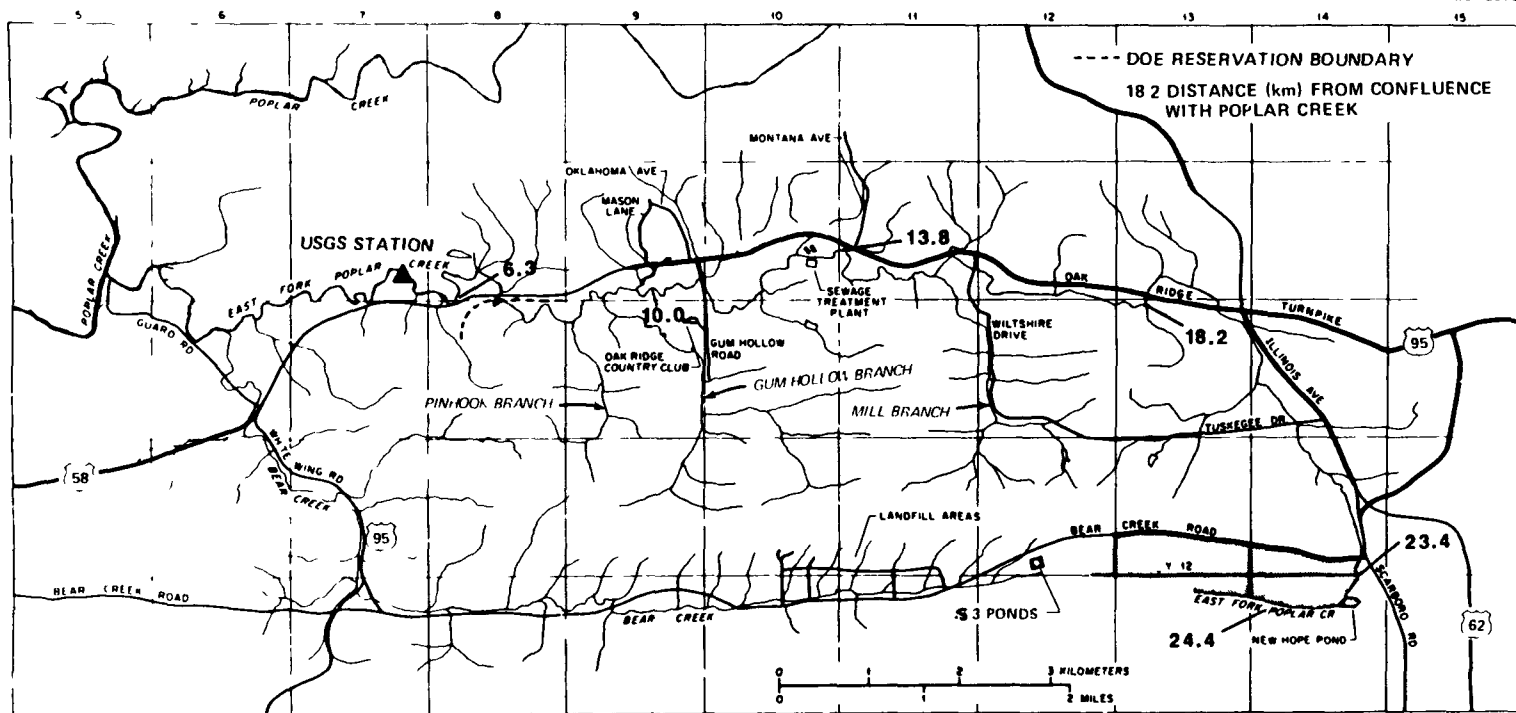 5 6 7 8 9 10 11 12 13 14 15
---- DOE RESERVATION BOUNDARY
18 2 DISTANCE (km) FROM CONFLUENCE
WITH POPLAR CREEK
POPLAR CREEK
MONTANA AVE
OKLAHOMA AVE
MASON
LANE
USGS STATION
POPLAR CREEK
EAST FORK POPLAR CREEK
6.3
13.8
SEWAGE
TREATMENT
PLANT
OAK RIDGE TURNPIKE
GUARD RD
10.0
OAK RIDGE
COUNTRY CLUB
GUM HOLLOW
ROAD
WILTSHIRE
DRIVE
18.2
ILLINOIS AVE
95
PINHOOK BRANCH
GUM HOLLOW BRANCH
MILL BRANCH
TUSKEGEE DR
58
WHITE WING RD
BEAR CREEK
95
LANDFILL AREAS
BEAR CREEK ROAD
23.4
Y 12
BEAR CREEK ROAD
BEAR CREEK
S 3 PONDS
EAST FORK POPLAR CR
SCARBORO RD
24.4
NEW HOPE POND
62
0 1 2 3 KILOMETERS
0 1 2 MILES